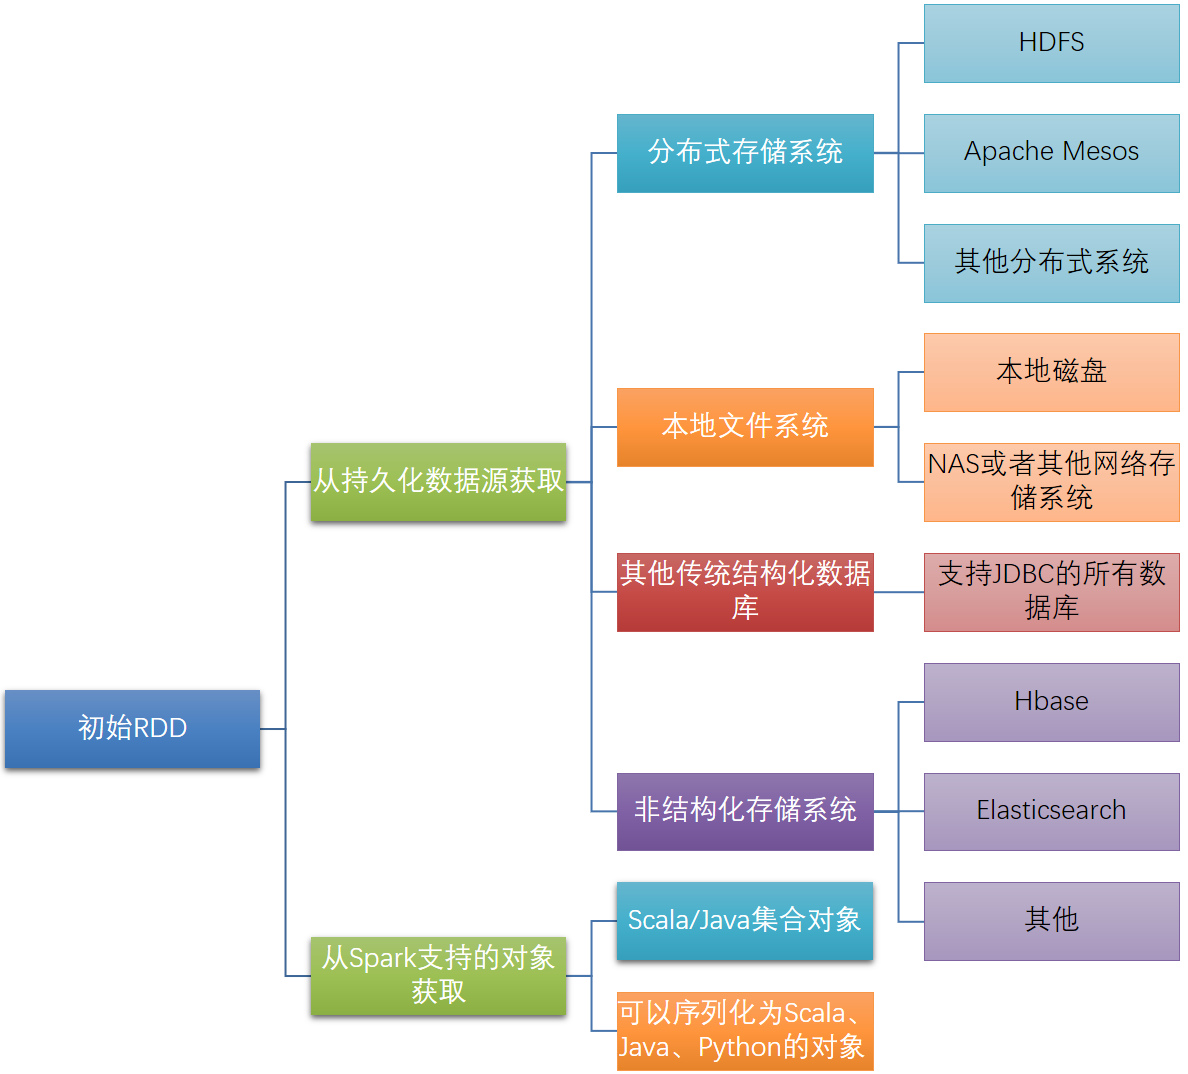 初始RDD
从持久化数据源获取
分布式存储系统
HDFS
Apache Mesos
其他分布式系统
本地文件系统
本地磁盘
NAS或者其他网络存
储系统
其他传统结构化数据
库
支持JDBC的所有数
据库
非结构化存储系统
Hbase
Elasticsearch
其他
从Spark支持的对象
获取
Scala/Java集合对象
可以序列化为Scala、
Java、Python的对象